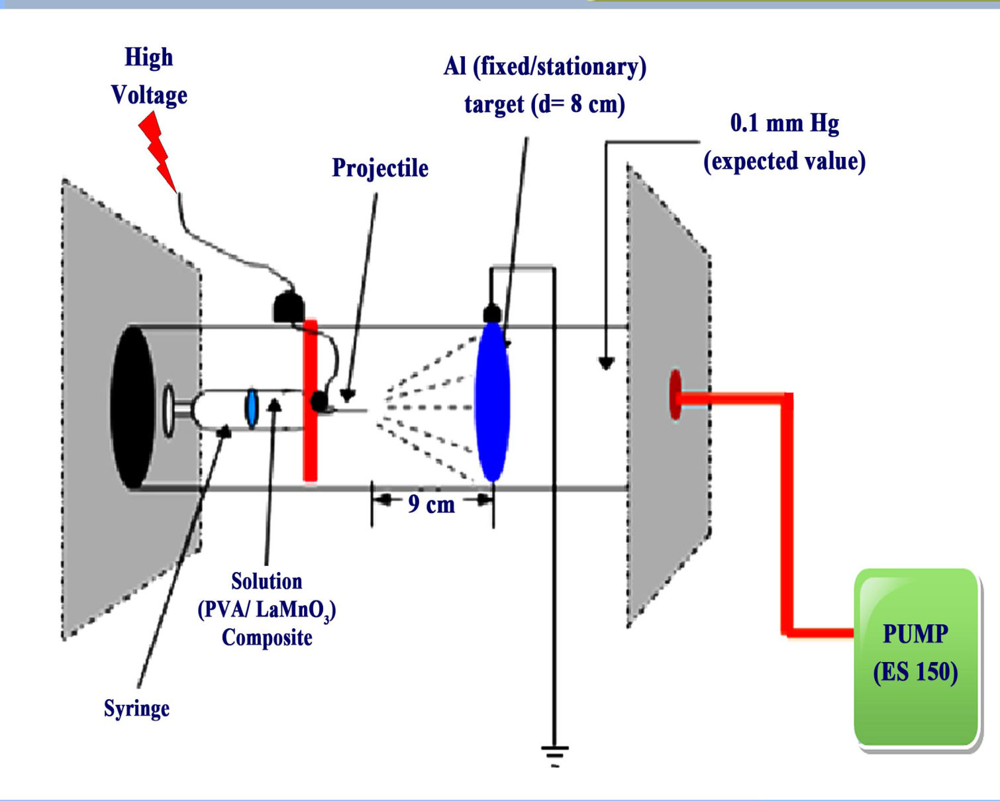 High
Voltage
Al (fixed/stationary)
target (d= 8 cm)
0.1 mm Hg
(expected value)
Projectile
9 cm
Solution
(PVA/ LaMnO₃)
Composite
Syringe
PUMP
(ES 150)